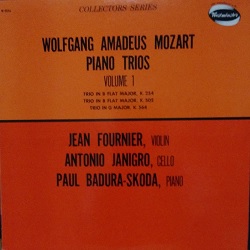 COLLECTORS SERIES
Westminster
WOLFGANG AMADEUS MOZART
PIANO TRIOS
VOLUME 1
TRIO IN B FLAT MAJOR, K. 254
TRIO IN B FLAT MAJOR, K. 502
TRIO IN G MAJOR, K. 564
JEAN FOURNIER, VIOLIN
ANTONIO JANIGRO, CELLO
PAUL BADURA-SKODA, PIANO